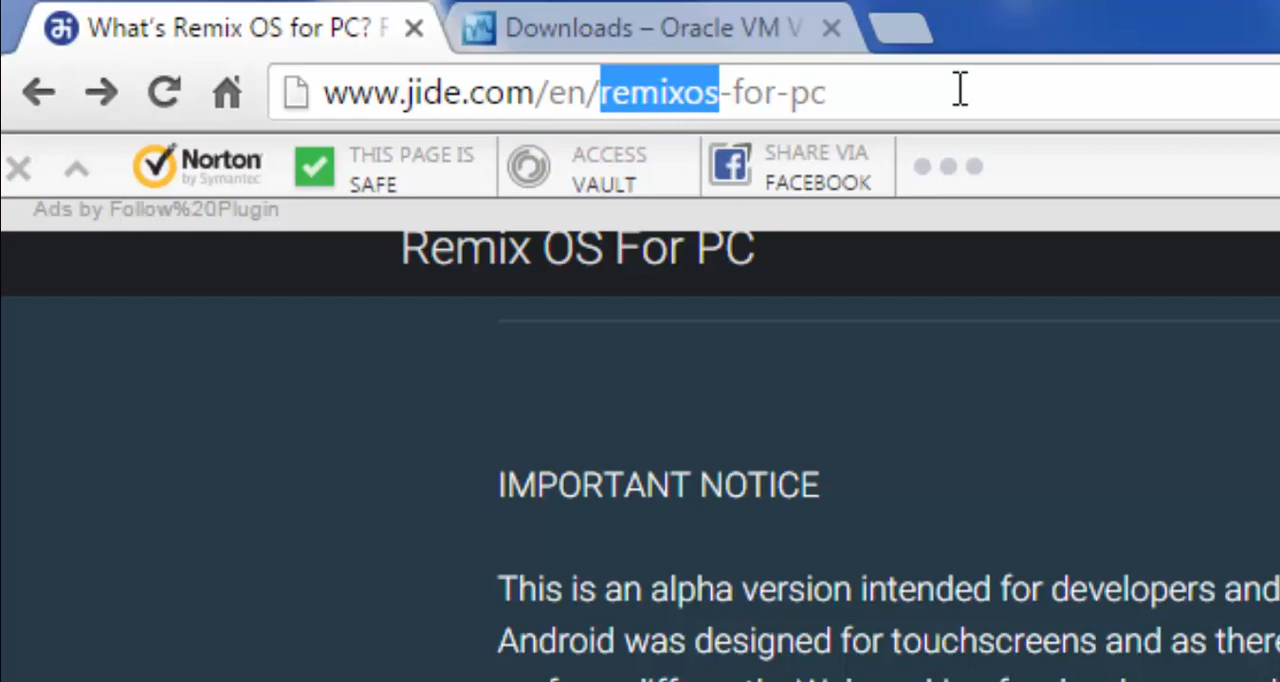 What's Remix OS for PC?
Downloads – Oracle VM V
www.jide.com/en/remixos-for-pc
Norton
by Symantec
THIS PAGE IS
SAFE
ACCESS
VAULT
SHARE VIA
FACEBOOK
Ads by Follow%20Plugin
Remix OS For PC
IMPORTANT NOTICE
This is an alpha version intended for developers and
Android was designed for touchscreens and as there